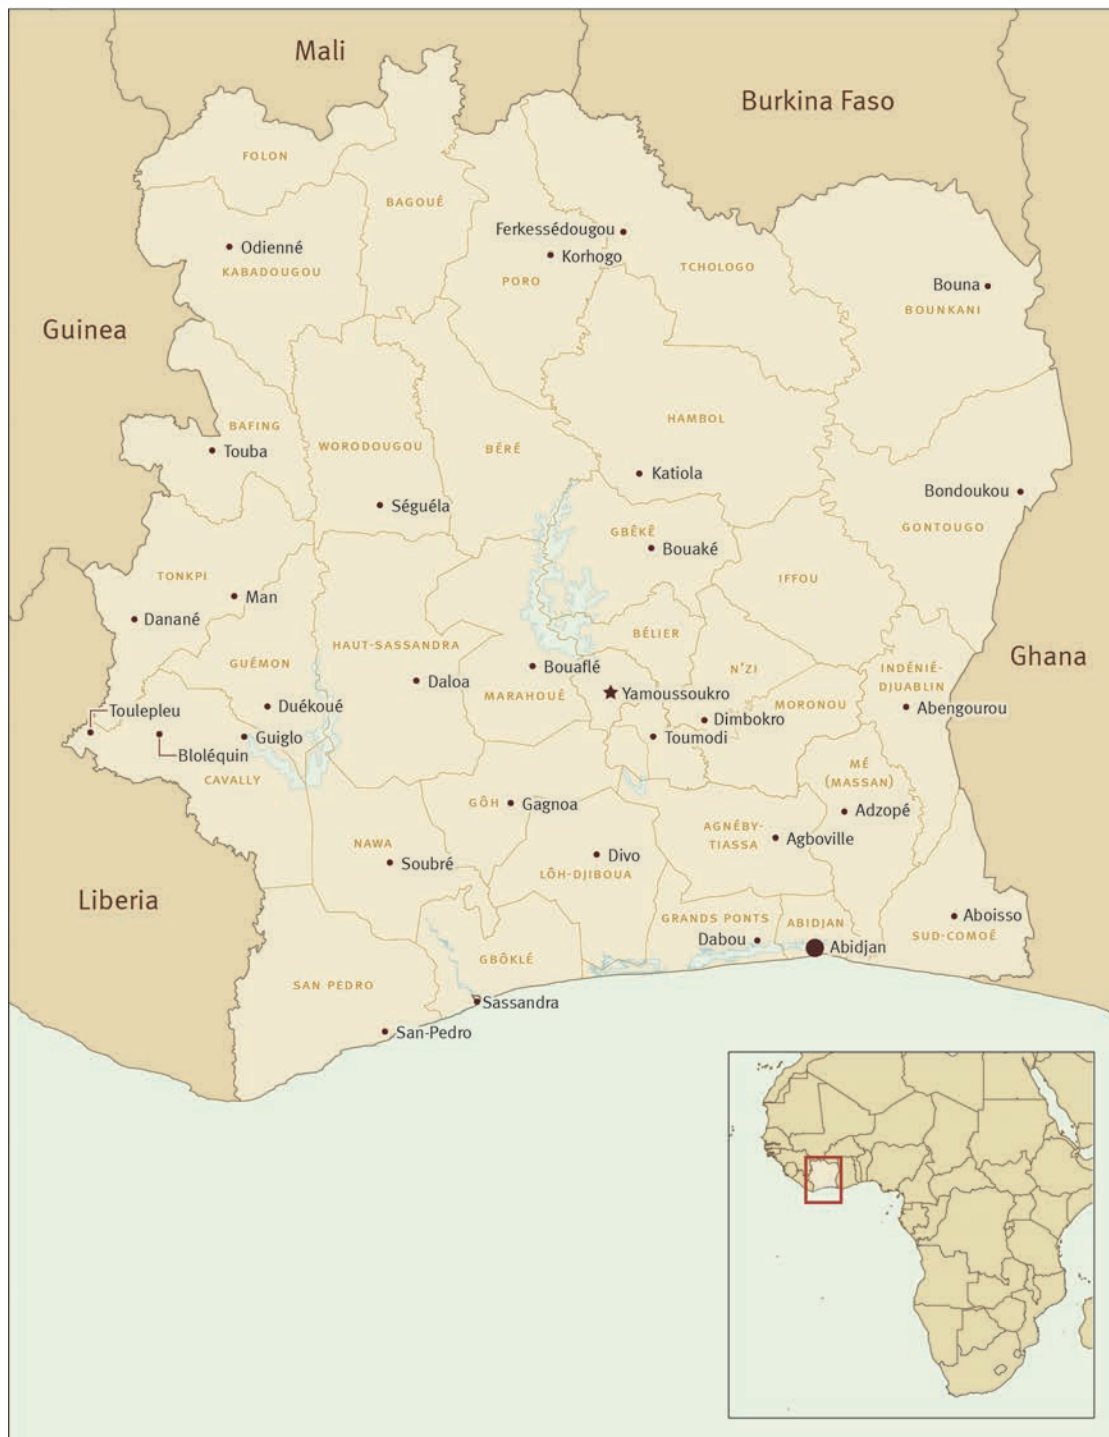 Mali
Burkina Faso
FOLON
BAGOUÉ
Ferkessédougou
Odienné
Korhogo
KABADOUGOU
PORO
TCHOLOGO
Bouna
BOUNKANI
Guinea
BAFING
HAMBOL
WORODOUGOU
BÉRÉ
Touba
Katiola
Bondoukou
Séguéla
GONTOUGO
GBÊKÊ
Bouaké
TONKPI
IFFOU
Man
Danané
BÉLIER
HAUT-SASSANDRA
Ghana
GUÉMON
Bouaflé
N'ZI
INDÉNIÉ-
DJUABLIN
Daloa
MARAHOUÉ
Yamoussoukro
MORONOU
Toulepleu
Duékoué
Abengourou
Dimbokro
Guiglo
Toumodi
Bloléquin
CAVALLY
MÉ
(MASSAN)
GÔH
Gagnoa
Adzopé
AGNÉBY-
TIASSA
Agboville
NAWA
Soubré
Divo
LÔH-DJIBOUA
Liberia
GRANDS PONTS
ABIDJAN
Aboisso
Dabou
Abidjan
SUD-COMOÉ
GBÔKLÉ
SAN PEDRO
Sassandra
San-Pedro